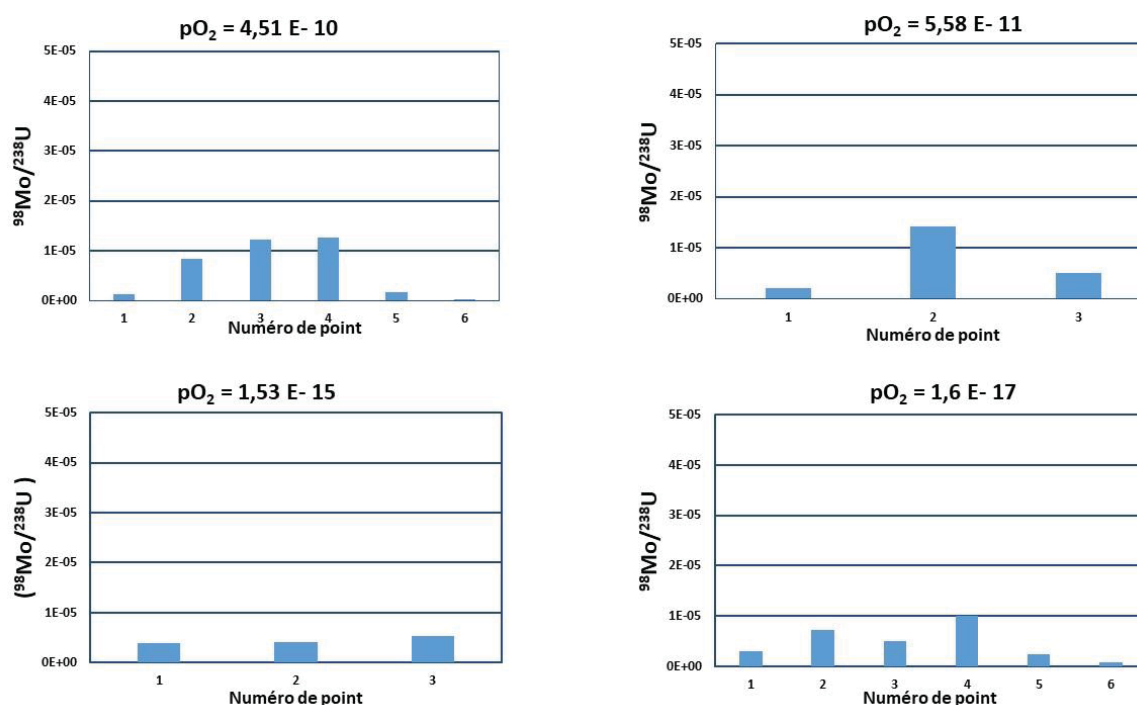 pO₂ = 4,51 E- 10
5E-05
4E-05
3E-05
2E-05
1E-05
0E+00
⁹⁸Mo/²³⁸U
1 2 3 4 5 6
Numéro de point
pO₂ = 5,58 E- 11
5E-05
4E-05
3E-05
2E-05
1E-05
0E+00
⁹⁸Mo/²³⁸U
1 2 3
Numéro de point
pO₂ = 1,53 E- 15
5E-05
4E-05
3E-05
2E-05
1E-05
0E+00
(⁹⁸Mo/²³⁸U )
1 2 3
Numéro de point
pO₂ = 1,6 E- 17
5E-05
4E-05
3E-05
2E-05
1E-05
0E+00
⁹⁸Mo/²³⁸U
1 2 3 4 5 6
Numéro de point